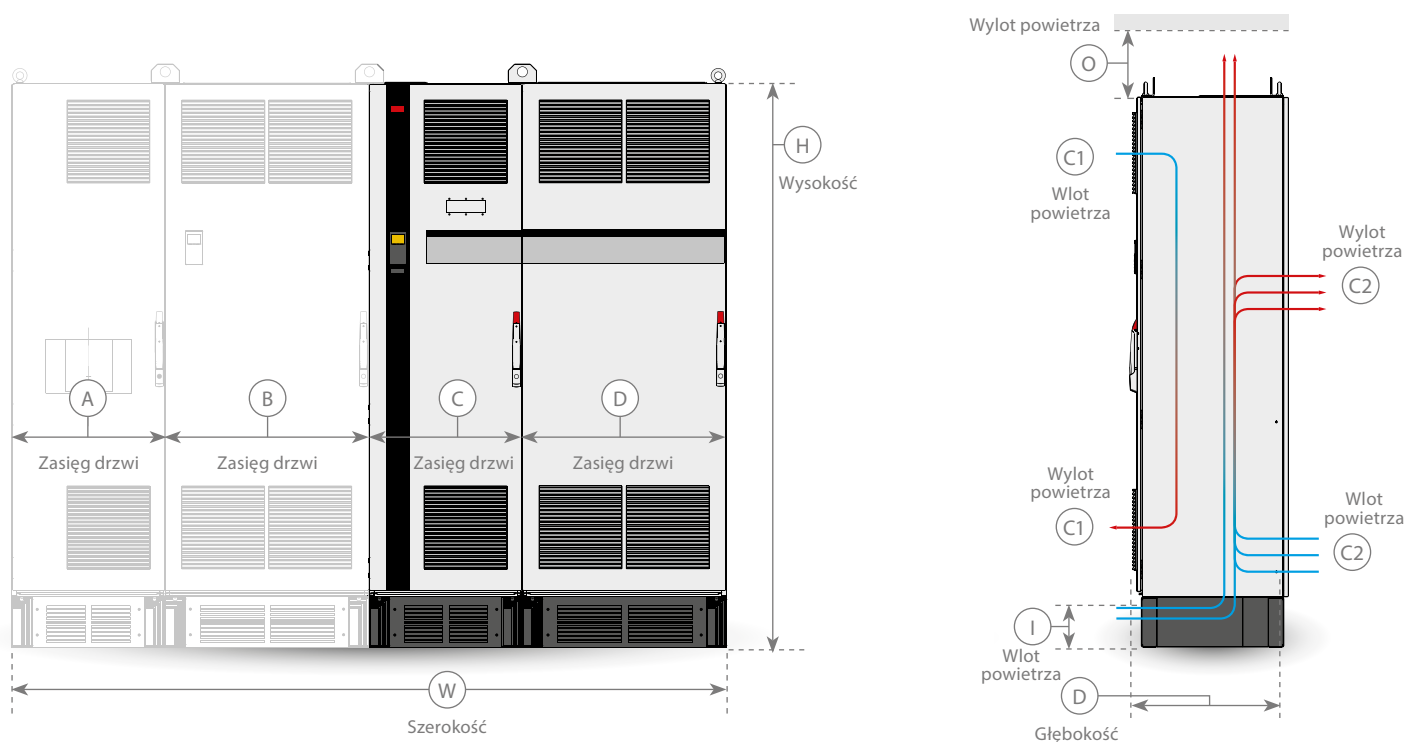 H
Wysokość
A
B
C
D
Zasięg drzwi
Zasięg drzwi
Zasięg drzwi
Zasięg drzwi
W
Szerokość
Wylot powietrza
O
C1
Wlot
powietrza
Wylot
powietrza
C2
Wylot
powietrza
C1
Wlot
powietrza
C2
I
Wlot
powietrza
D
Głębokość